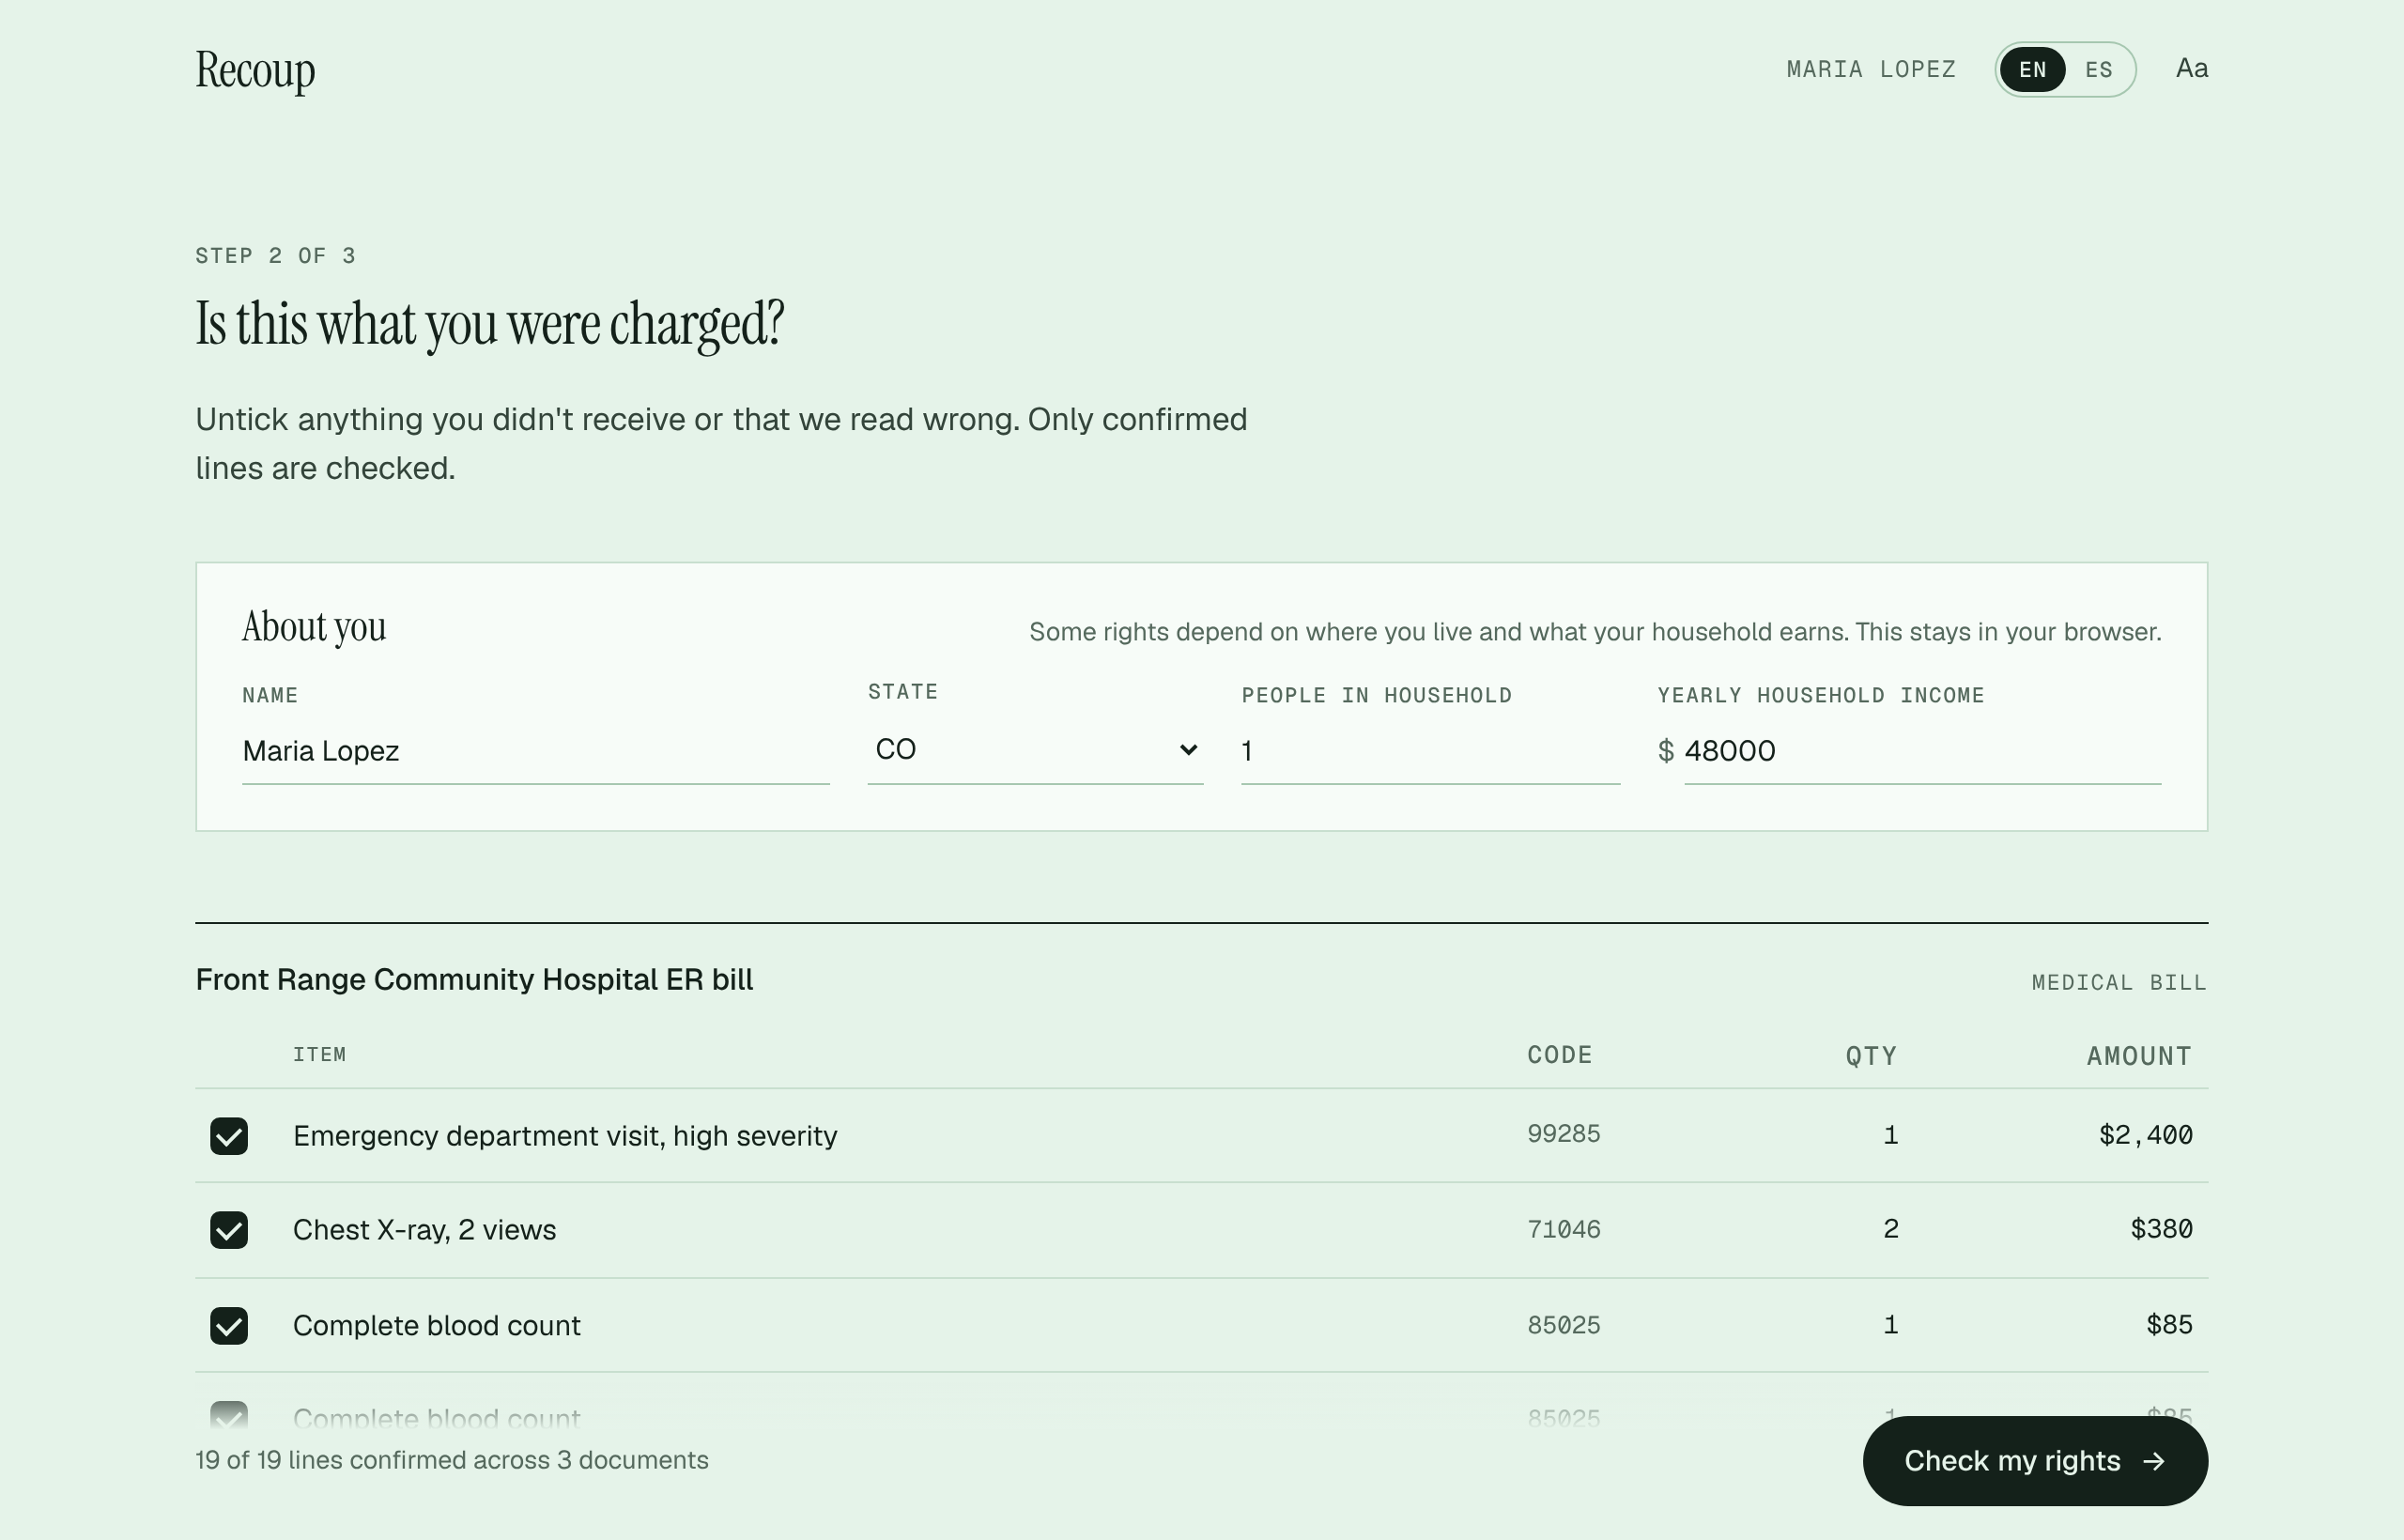 Recoup
MARIA LOPEZ EN ES Aa
STEP 2 OF 3
Is this what you were charged?
Untick anything you didn't receive or that we read wrong. Only confirmed
lines are checked.
About you
Some rights depend on where you live and what your household earns. This stays in your browser.
NAME STATE PEOPLE IN HOUSEHOLD YEARLY HOUSEHOLD INCOME
Maria Lopez CO 1 $ 48000
Front Range Community Hospital ER bill MEDICAL BILL
ITEM CODE QTY AMOUNT
Emergency department visit, high severity 99285 1 $2,400
Chest X-ray, 2 views 71046 2 $380
Complete blood count 85025 1 $85
Complete blood count 85025 1 $85
19 of 19 lines confirmed across 3 documents
Check my rights →